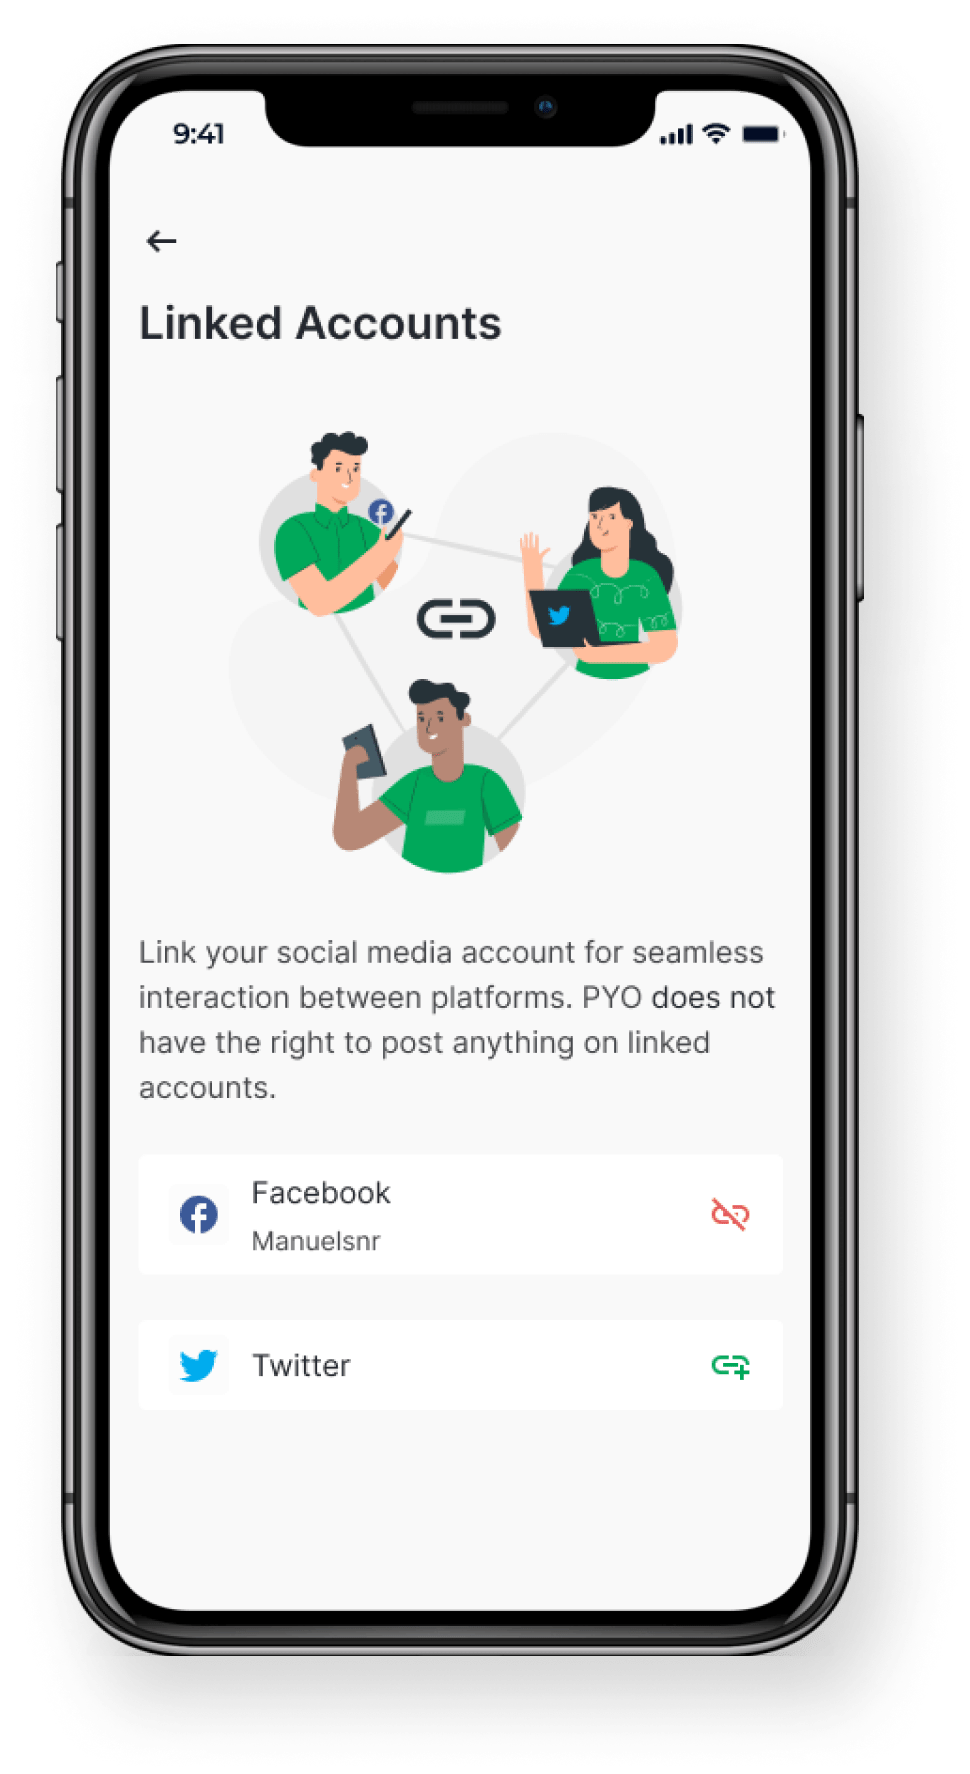 9:41
Linked Accounts
Link your social media account for seamless
interaction between platforms. PYO does not
have the right to post anything on linked
accounts.
Facebook
Manuelsnr
Twitter